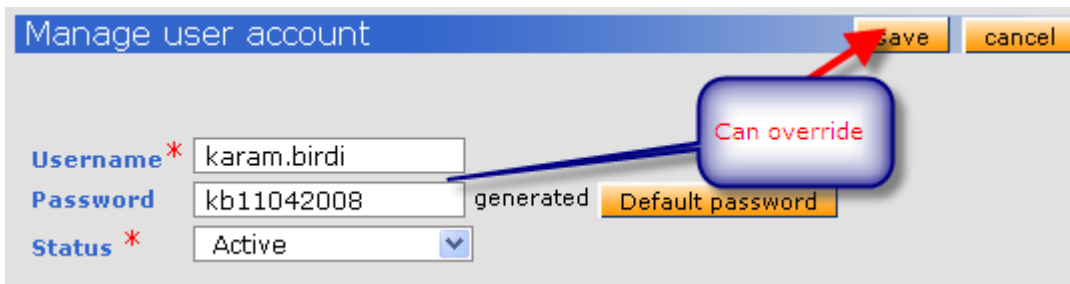 Manage user account save cancel
Can override
Username* karam.birdi
Password kb11042008 generated Default password
Status * Active